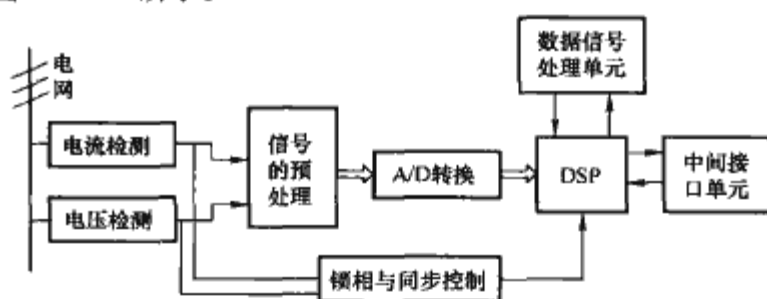 电
网
电流检测
电压检测
信号
的预
处理
A/D转换
数据信号
处理单元
DSP
中间接
口单元
锁相与同步控制